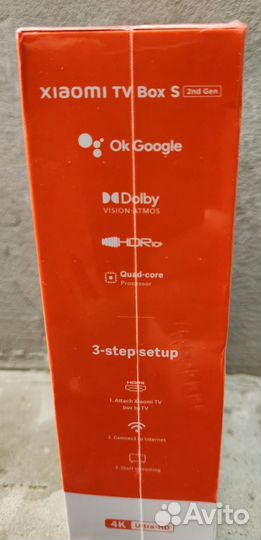 xiaomi TV Box S 2nd Gen
Ok Google
Dolby
VISION·ATMOS
HDR10+
Quad-core
Processor
3-step setup
HDMI
1. Attach Xiaomi TV
box to TV
2. Connect to internet
3. Start streaming
4K Ultra-HD
Avito